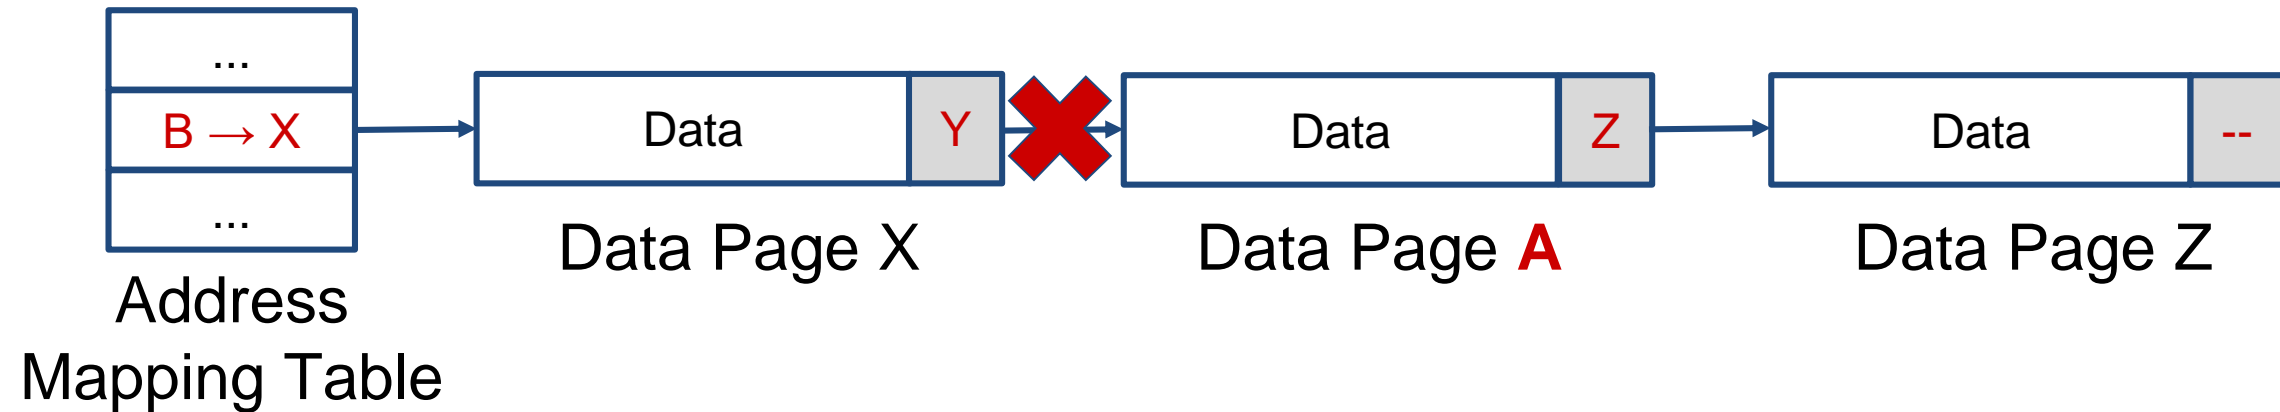 ...
B → X
...
Address
Mapping Table
Data
Y
Data Page X
Data
Z
Data Page A
Data
--
Data Page Z